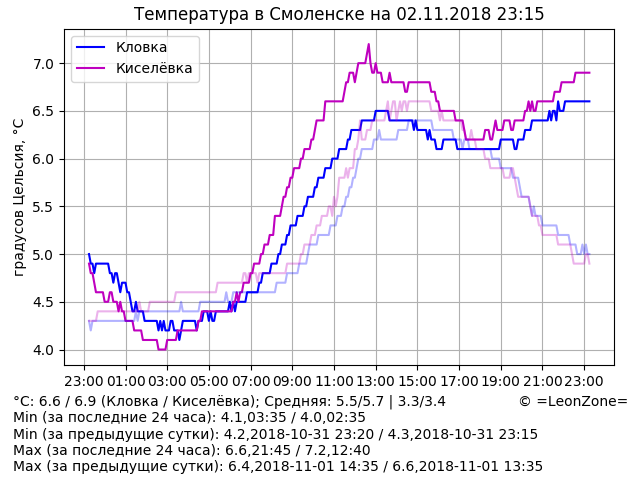 Температура в Смоленске на 02.11.2018 23:15
Кловка
Киселёвка
градусов Цельсия, °C
7.0
6.5
6.0
5.5
5.0
4.5
4.0
23:00 01:00 03:00 05:00 07:00 09:00 11:00 13:00 15:00 17:00 19:00 21:00 23:00
°C: 6.6 / 6.9 (Кловка / Киселёвка); Средняя: 5.5/5.7 | 3.3/3.4 © =LeonZone=
Min (за последние 24 часа): 4.1,03:35 / 4.0,02:35
Min (за предыдущие сутки): 4.2,2018-10-31 23:20 / 4.3,2018-10-31 23:15
Max (за последние 24 часа): 6.6,21:45 / 7.2,12:40
Max (за предыдущие сутки): 6.4,2018-11-01 14:35 / 6.6,2018-11-01 13:35